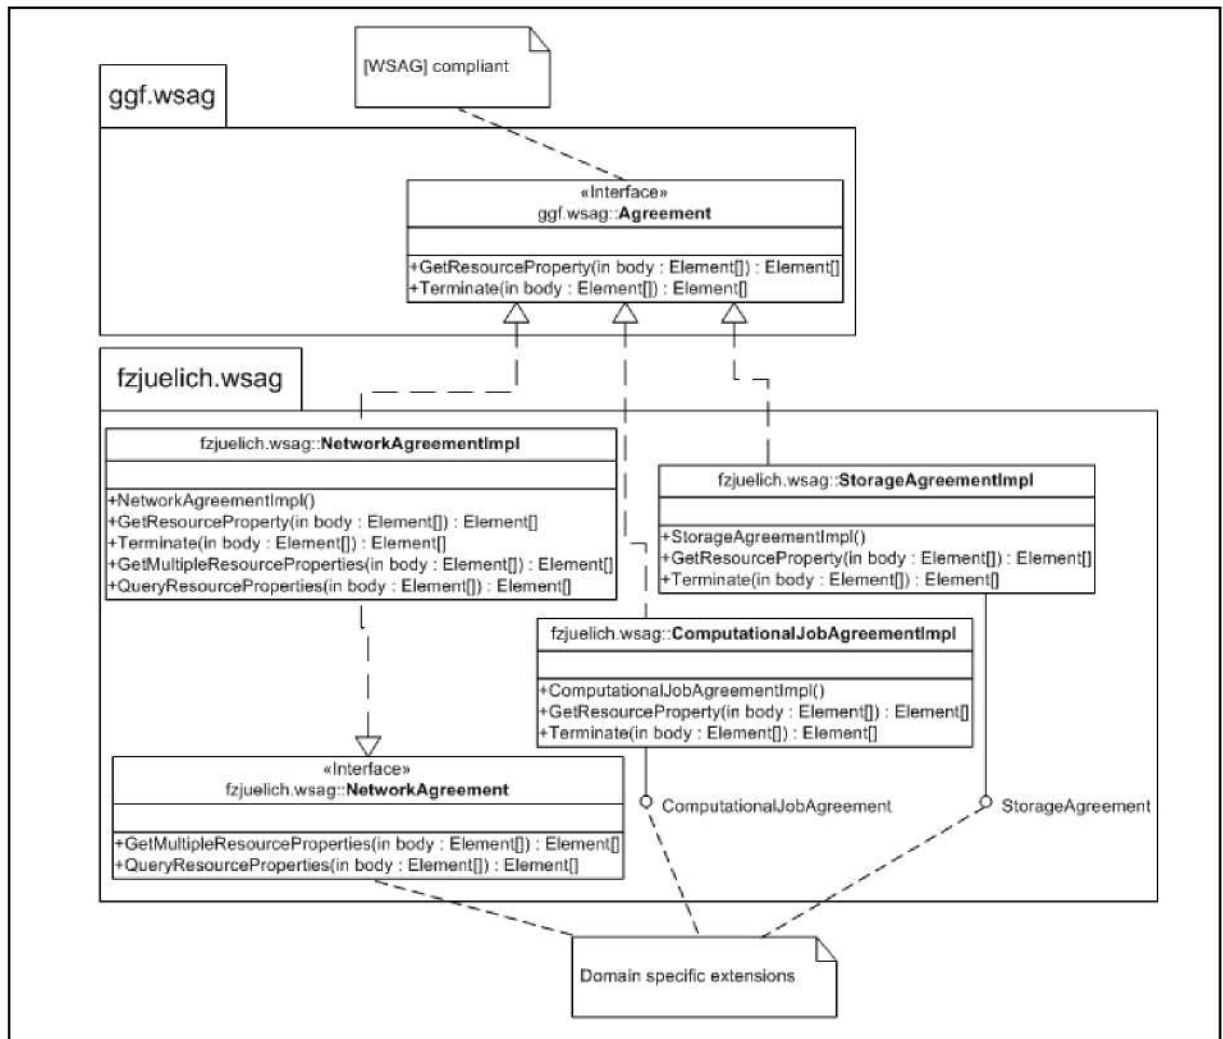 [WSAG] compliant
ggf.wsag
«Interface»
ggf.wsag::Agreement
+GetResourceProperty(in body : Element[]) : Element[]
+Terminate(in body : Element[]) : Element[]
fzjuelich.wsag
fzjuelich.wsag::NetworkAgreementImpl
+NetworkAgreementImpl()
+GetResourceProperty(in body : Element[]) : Element[]
+Terminate(in body : Element[]) : Element[]
+GetMultipleResourceProperties(in body : Element[]) : Element[]
+QueryResourceProperties(in body : Element[]) : Element[]
fzjuelich.wsag::StorageAgreementImpl
+StorageAgreementImpl()
+GetResourceProperty(in body : Element[]) : Element[]
+Terminate(in body : Element[]) : Element[]
fzjuelich.wsag::ComputationalJobAgreementImpl
+ComputationalJobAgreementImpl()
+GetResourceProperty(in body : Element[]) : Element[]
+Terminate(in body : Element[]) : Element[]
«Interface»
fzjuelich.wsag::NetworkAgreement
+GetMultipleResourceProperties(in body : Element[]) : Element[]
+QueryResourceProperties(in body : Element[]) : Element[]
ComputationalJobAgreement
StorageAgreement
Domain specific extensions